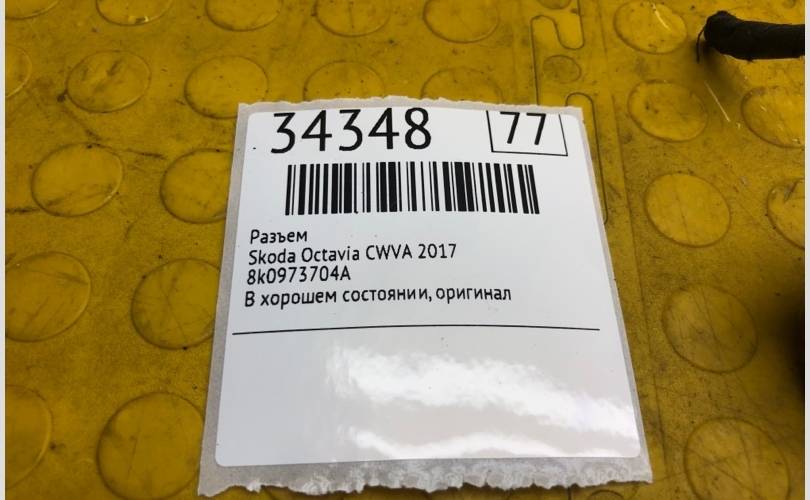 34348
77
Разъем
Skoda Octavia CWVA 2017
8k0973704A
В хорошем состоянии, оригинал